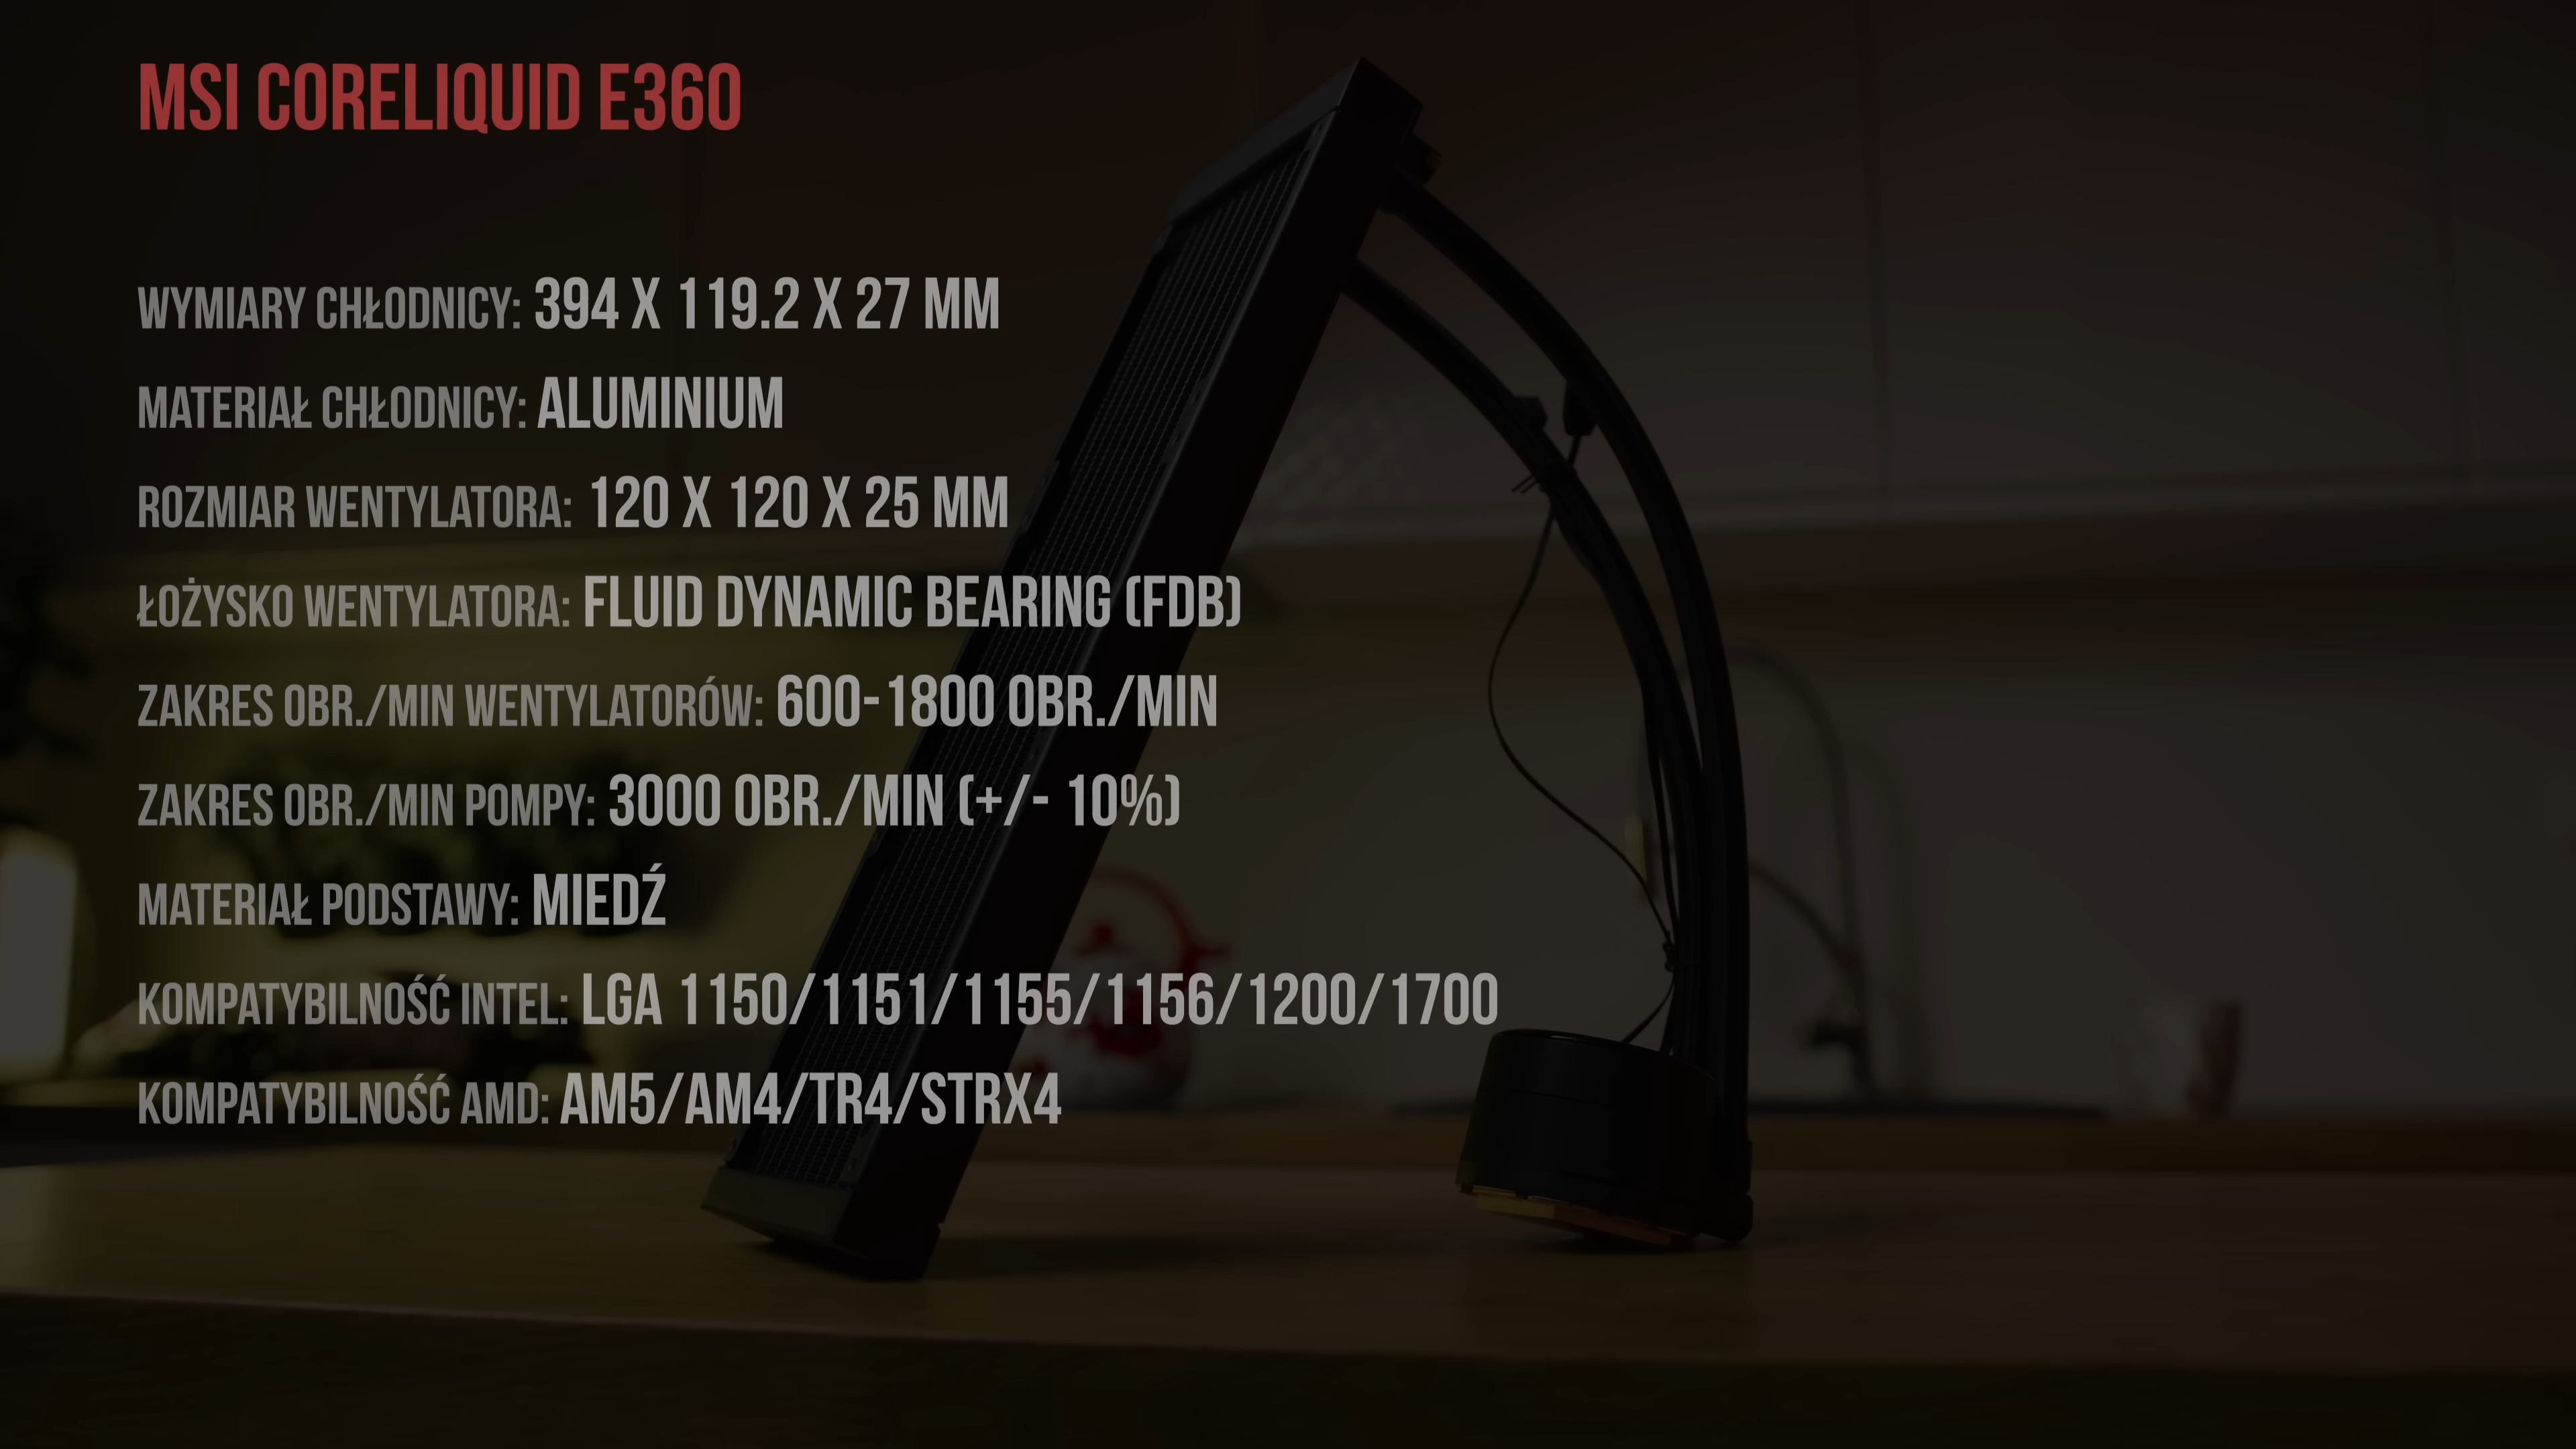 MSI CORELIQUID E360
WYMIARY CHŁODNICY: 394 X 119.2 X 27 MM
MATERIAŁ CHŁODNICY: ALUMINIUM
ROZMIAR WENTYLATORA: 120 X 120 X 25 MM
ŁOŻYSKO WENTYLATORA: FLUID DYNAMIC BEARING (FDB)
ZAKRES OBR./MIN WENTYLATORÓW: 600-1800 OBR./MIN
ZAKRES OBR./MIN POMPY: 3000 OBR./MIN (+/- 10%)
MATERIAŁ PODSTAWY: MIEDŹ
KOMPATYBILNOŚĆ INTEL: LGA 1150/1151/1155/1156/1200/1700
KOMPATYBILNOŚĆ AMD: AM5/AM4/TR4/STRX4